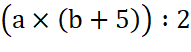 (a × (b + 5)) : 2